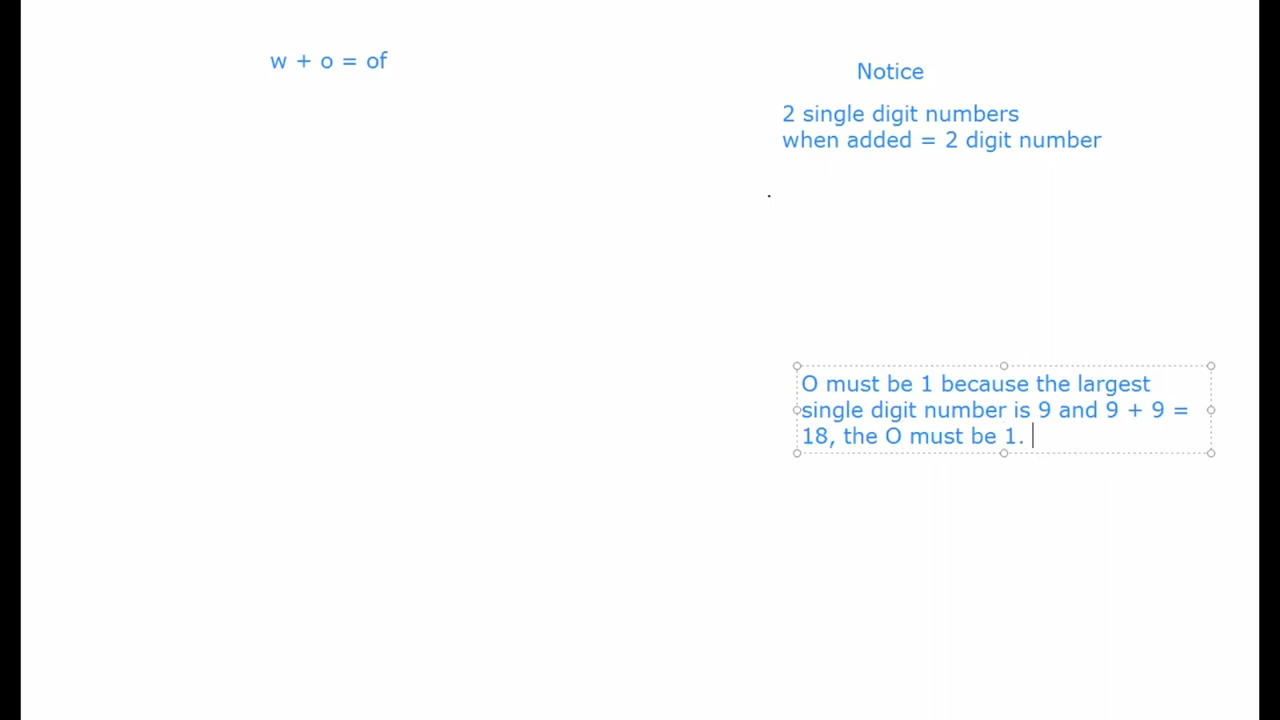 w + o = of
Notice
2 single digit numbers
when added = 2 digit number
O must be 1 because the largest
single digit number is 9 and 9 + 9 =
18, the O must be 1.